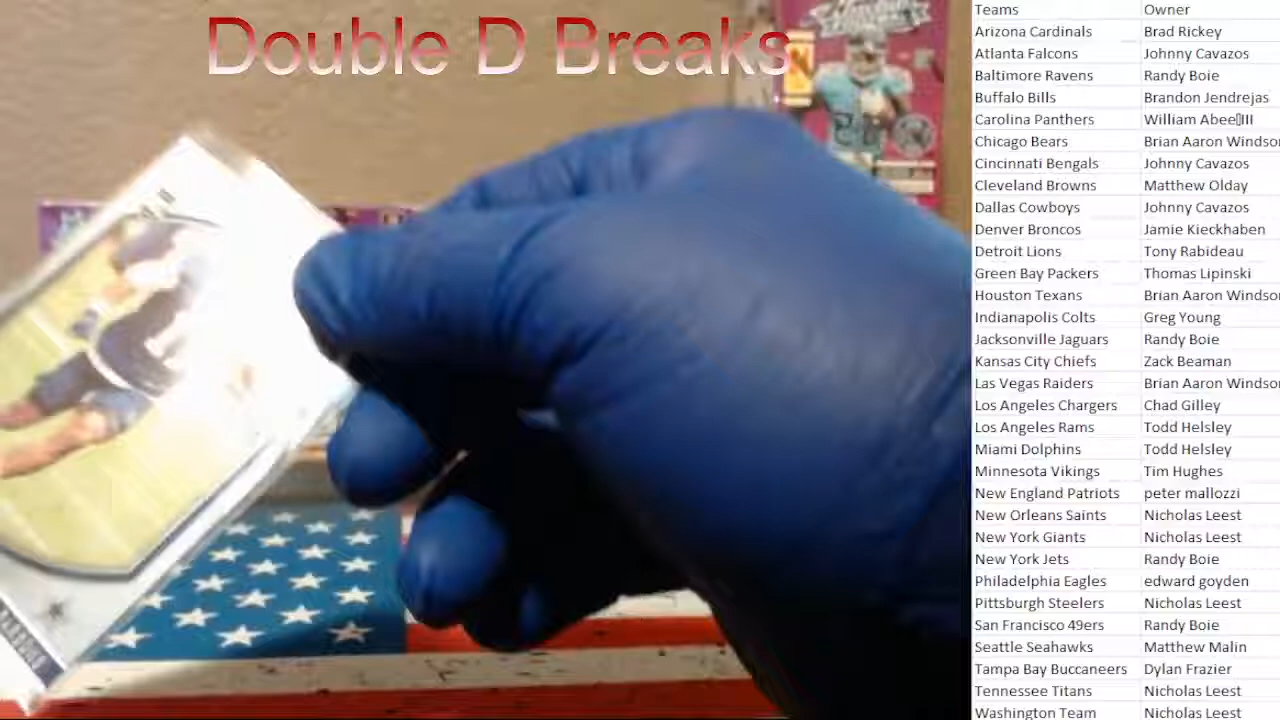 Double D Breaks
Teams Owner
Arizona Cardinals Brad Rickey
Atlanta Falcons Johnny Cavazos
Baltimore Ravens Randy Boie
Buffalo Bills Brandon Jendrejas
Carolina Panthers William Abee▯III
Chicago Bears Brian Aaron Windso
Cincinnati Bengals Johnny Cavazos
Cleveland Browns Matthew Olday
Dallas Cowboys Johnny Cavazos
Denver Broncos Jamie Kieckhaben
Detroit Lions Tony Rabideau
Green Bay Packers Thomas Lipinski
Houston Texans Brian Aaron Windso
Indianapolis Colts Greg Young
Jacksonville Jaguars Randy Boie
Kansas City Chiefs Zack Beaman
Las Vegas Raiders Brian Aaron Windso
Los Angeles Chargers Chad Gilley
Los Angeles Rams Todd Helsley
Miami Dolphins Todd Helsley
Minnesota Vikings Tim Hughes
New England Patriots peter mallozzi
New Orleans Saints Nicholas Leest
New York Giants Nicholas Leest
New York Jets Randy Boie
Philadelphia Eagles edward goyden
Pittsburgh Steelers Nicholas Leest
San Francisco 49ers Randy Boie
Seattle Seahawks Matthew Malin
Tampa Bay Buccaneers Dylan Frazier
Tennessee Titans Nicholas Leest
Washington Team Nicholas Leest